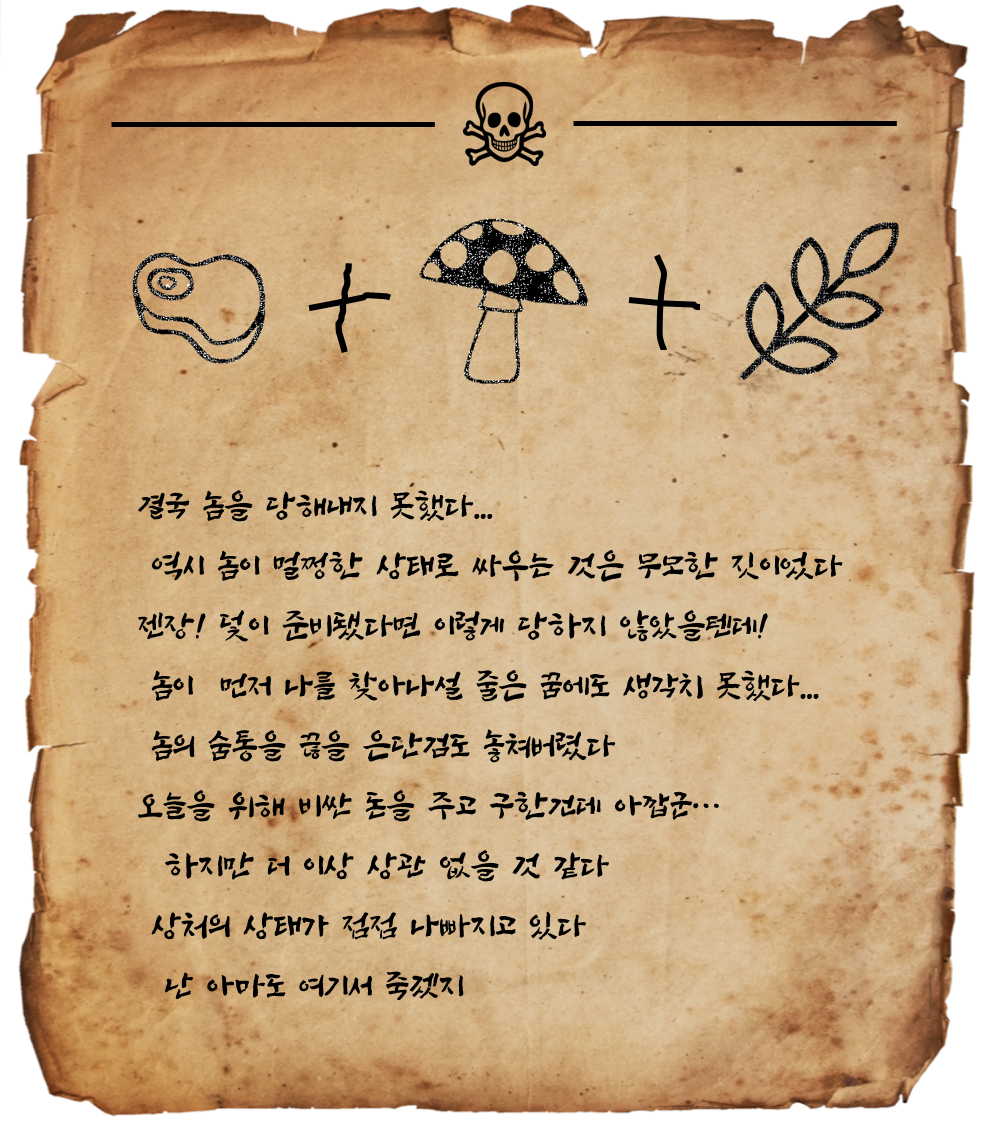 결국 놈을 당해내지 못했다...
역시 놈이 멀쩡한 상태로 싸우는 것은 무모한 짓이었다
젠장! 덫이 준비됐다면 이렇게 당하지 않았을텐데!
놈이 먼저 나를 찾아나설 줄은 꿈에도 생각치 못했다...
놈의 숨통을 끊을 은단검도 놓쳐버렸다
오늘을 위해 비싼 돈을 주고 구한건데 아깝군…
하지만 더 이상 상관 없을 것 같다
상처의 상태가 점점 나빠지고 있다
난 아마도 여기서 죽겠지